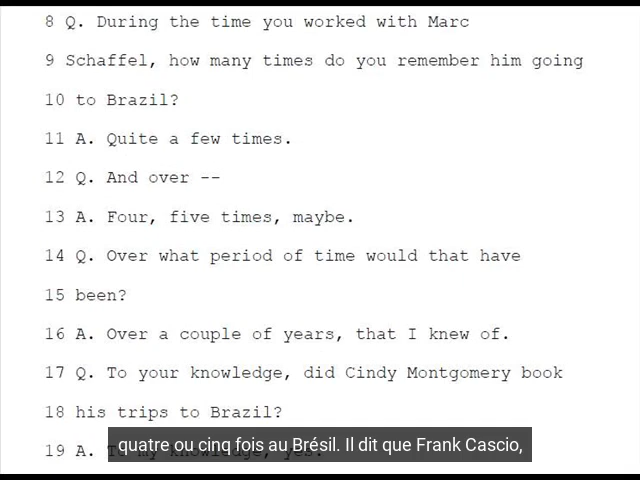 8 Q. During the time you worked with Marc
9 Schaffel, how many times do you remember him going
10 to Brazil?
11 A. Quite a few times.
12 Q. And over --
13 A. Four, five times, maybe.
14 Q. Over what period of time would that have
15 been?
16 A. Over a couple of years, that I knew of.
17 Q. To your knowledge, did Cindy Montgomery book
18 his trips to Brazil?
19 A. To my knowledge, yes.
quatre ou cinq fois au Brésil. Il dit que Frank Cascio,